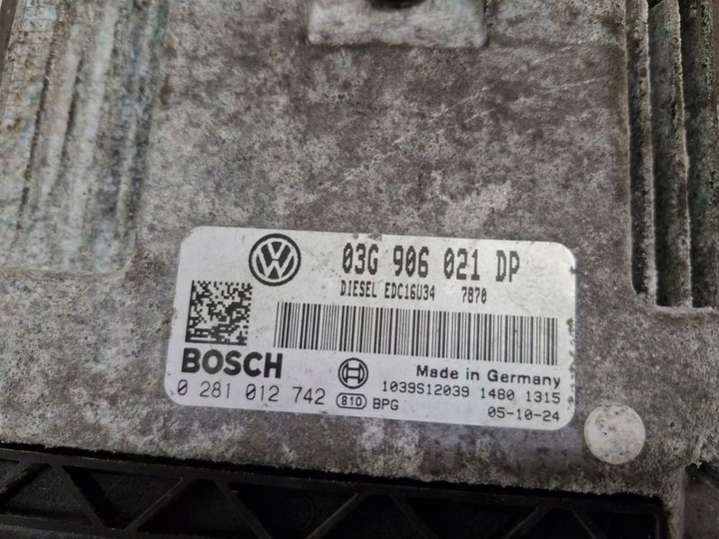 03G 906 021 DP
DIESEL EDC16U34 7870
BOSCH
Made in Germany
0 281 012 742
1039S12039 1480 1315
810 BPG
05-10-24